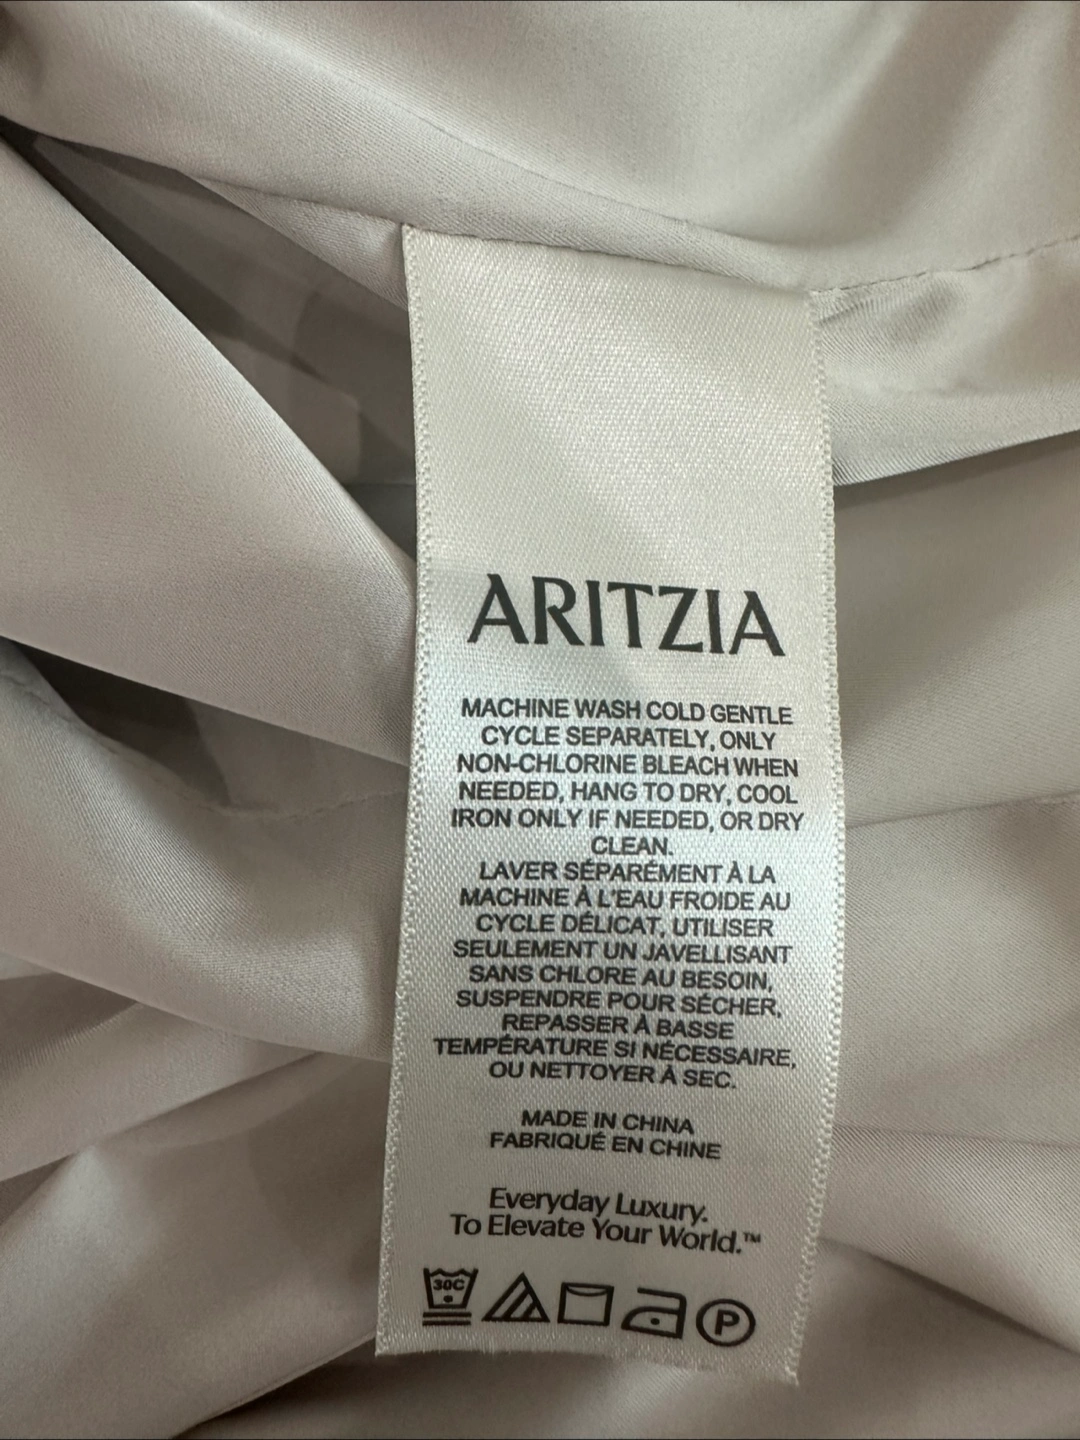 ARITZIA
MACHINE WASH COLD GENTLE
CYCLE SEPARATELY, ONLY
NON-CHLORINE BLEACH WHEN
NEEDED, HANG TO DRY, COOL
IRON ONLY IF NEEDED, OR DRY
CLEAN.
LAVER SÉPARÉMENT À LA
MACHINE À L'EAU FROIDE AU
CYCLE DÉLICAT, UTILISER
SEULEMENT UN JAVELLISANT
SANS CHLORE AU BESOIN,
SUSPENDRE POUR SÉCHER,
REPASSER À BASSE
TEMPÉRATURE SI NÉCESSAIRE,
OU NETTOYER À SEC.
MADE IN CHINA
FABRIQUÉ EN CHINE
Everyday Luxury.
To Elevate Your World.™
30C P